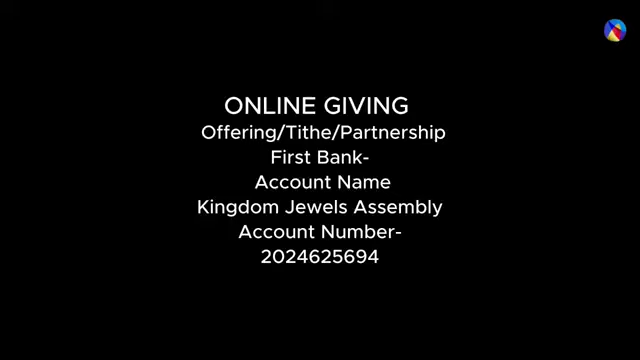 ONLINE GIVING
Offering/Tithe/Partnership
First Bank-
Account Name
Kingdom Jewels Assembly
Account Number-
2024625694